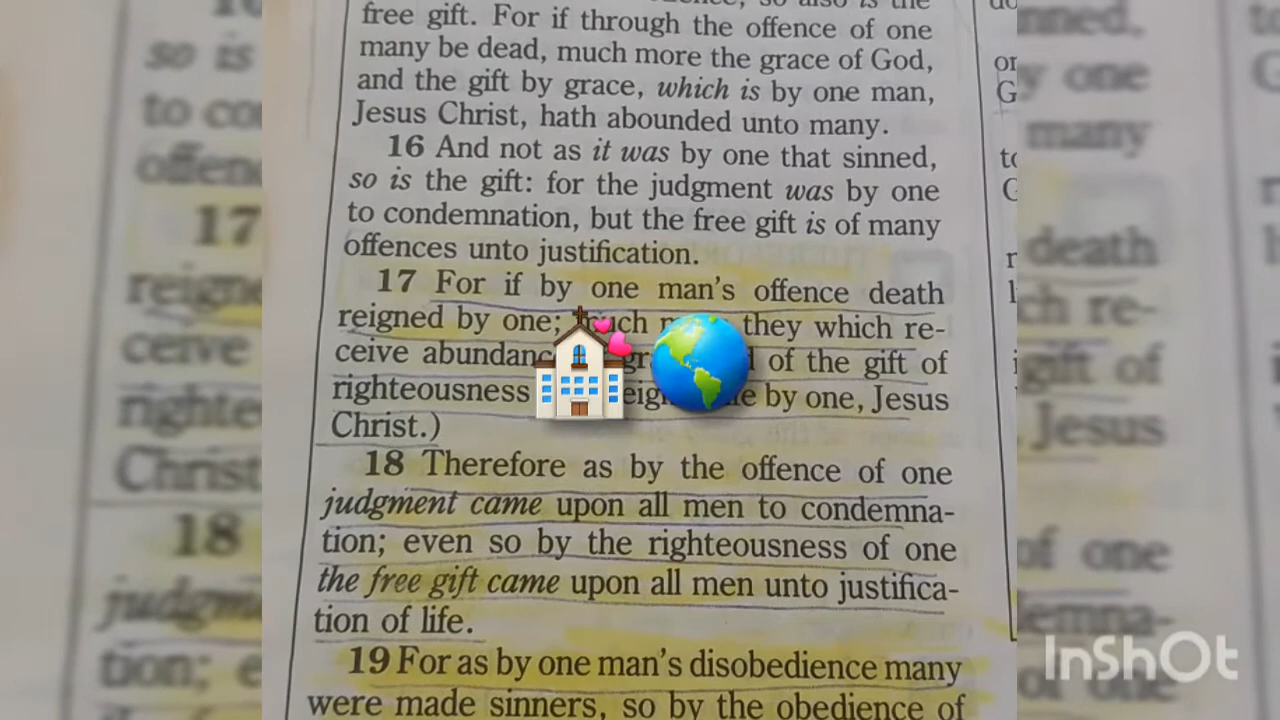 free gift. For if through the offence of one
many be dead, much more the grace of God,
and the gift by grace, which is by one man,
Jesus Christ, hath abounded unto many.
16 And not as it was by one that sinned,
so is the gift: for the judgment was by one
to condemnation, but the free gift is of many
offences unto justification.
17 For if by one man's offence death
reigned by one; they which re-
ceive of the gift of
righteousness by one, Jesus
Christ.)
18 Therefore as by the offence of one
judgment came upon all men to condemna-
tion; even so by the righteousness of one
the free gift came upon all men unto justifica-
tion of life.
19 For as by one man's disobedience many
were made sinners, so by the obedience of
InShOt